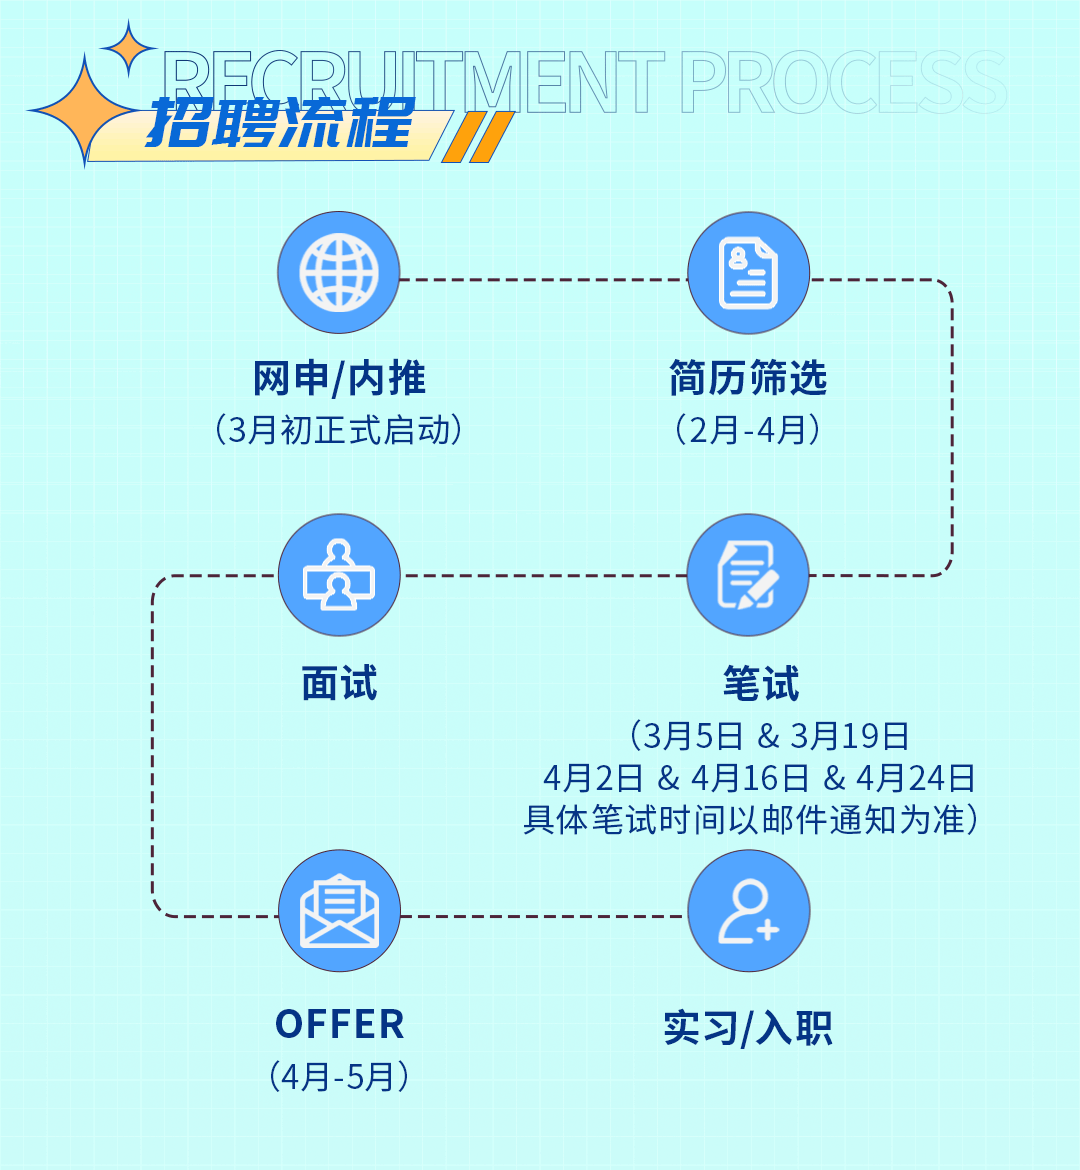 RECRUITMENT PROCESS
招聘流程
网申/内推
（3月初正式启动）
简历筛选
（2月-4月）
面试
笔试
（3月5日 & 3月19日
4月2日 & 4月16日 & 4月24日
具体笔试时间以邮件通知为准）
OFFER
（4月-5月）
实习/入职